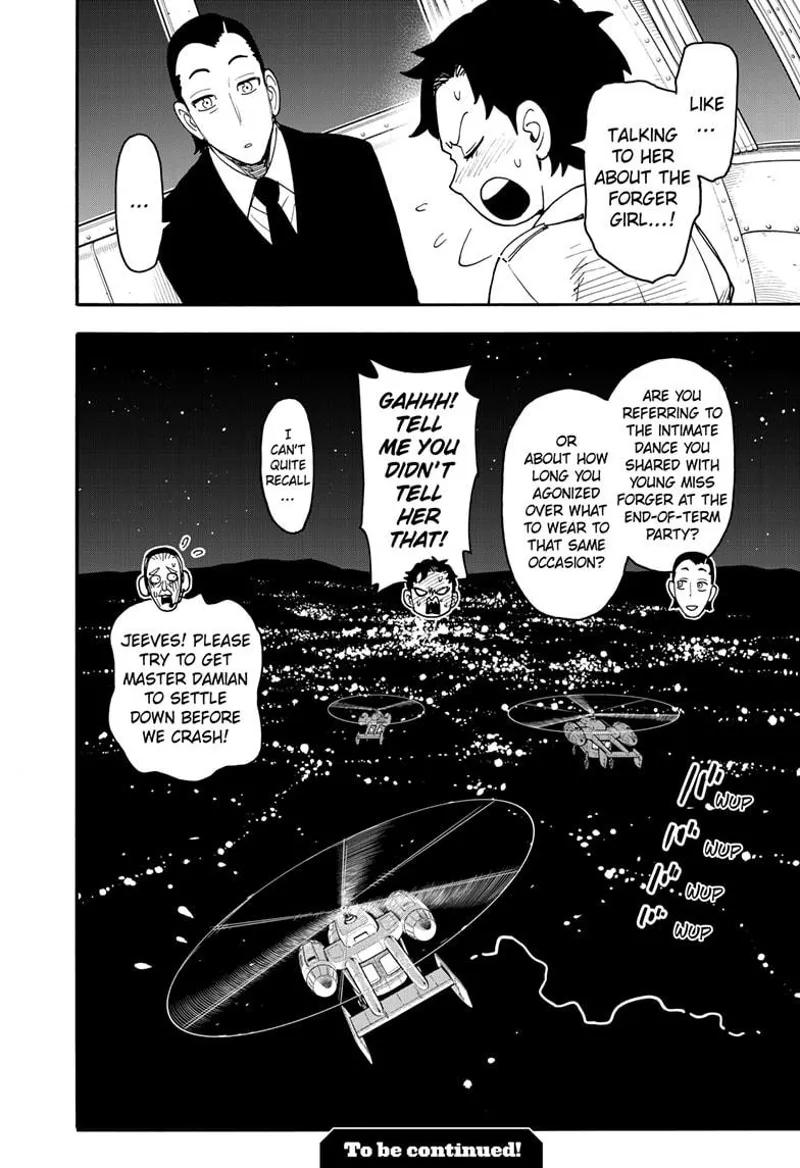 LIKE
...
TALKING
TO HER
ABOUT THE
FORGER
GIRL...!
...
ARE YOU
REFERRING TO
THE INTIMATE
DANCE YOU
SHARED WITH
YOUNG MISS
FORGER AT THE
END-OF-TERM
PARTY?
OR
ABOUT HOW
LONG YOU
AGONIZED
OVER WHAT
TO WEAR TO
THAT SAME
OCCASION?
GAHHH!
TELL
ME YOU
DIDN'T
TELL
HER
THAT!
I
CAN'T
QUITE
RECALL
...
JEEVES! PLEASE
TRY TO GET
MASTER DAMIAN
TO SETTLE
DOWN BEFORE
WE CRASH!
WUP
WUP
WUP
WUP
To be continued!